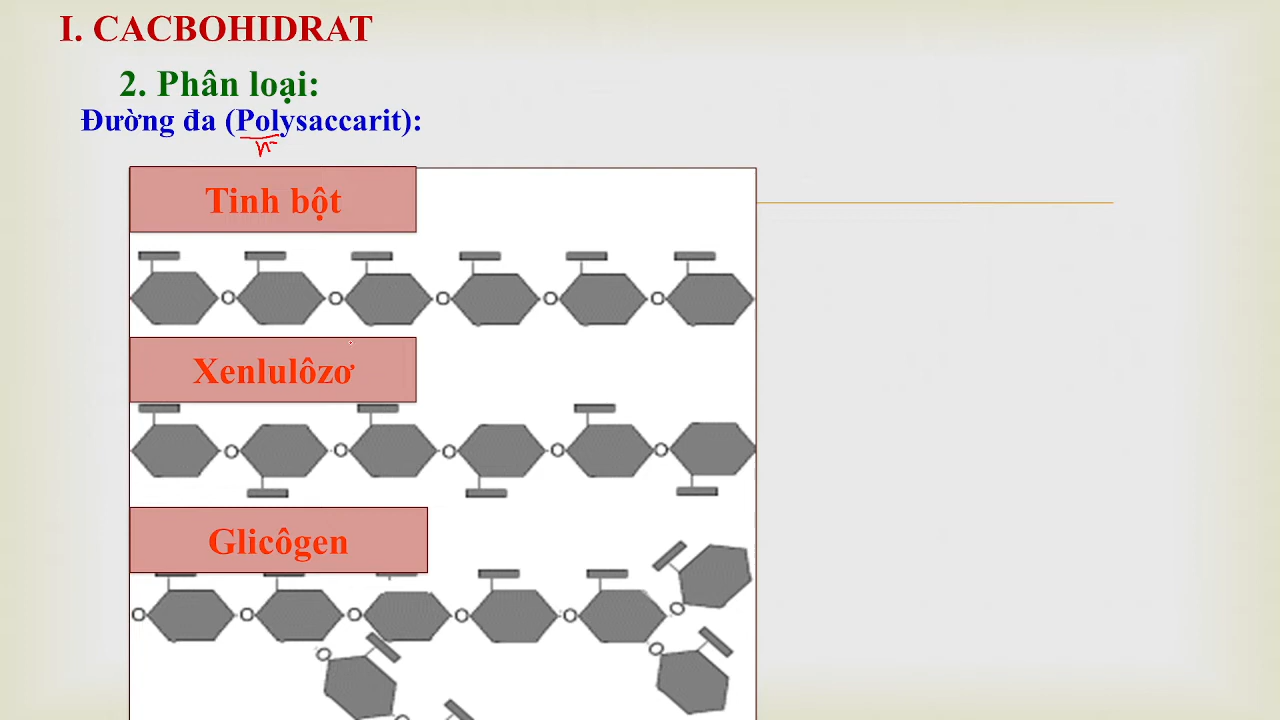 I. CACBOHIDRAT
2. Phân loại:
Đường đa (Polysaccarit):
n
Tinh bột
O O O O O
Xenlulôzơ
O O O O O
Glicôgen
O O O O O O
O O
O